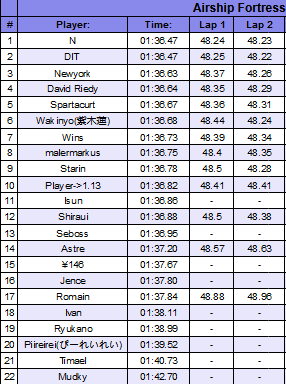 Airship Fortress
# Player: Time: Lap 1 Lap 2
1 N 01:36.47 48.24 48.23
2 DIT 01:36.47 48.25 48.22
3 Newyork 01:36.63 48.37 48.26
4 David Riedy 01:36.64 48.35 48.29
5 Spartacurt 01:36.67 48.36 48.31
6 Wakinyo(紫木蓮) 01:36.68 48.44 48.24
7 Wins 01:36.73 48.39 48.34
8 malermarkus 01:36.75 48.4 48.35
9 Starin 01:36.78 48.5 48.28
10 Player->1.13 01:36.82 48.41 48.41
11 Isun 01:36.86 - -
12 Shiraui 01:36.88 48.5 48.38
13 Seboss 01:36.95 - -
14 Astre 01:37.20 48.57 48.63
15 ¥146 01:37.67 - -
16 Jence 01:37.80 - -
17 Romain 01:37.84 48.88 48.96
18 Ivan 01:38.11 - -
19 Ryukano 01:38.99 - -
20 Piireirei(ぴーれいれい) 01:39.52 - -
21 Timael 01:40.73 - -
22 Mudky 01:42.70 - -